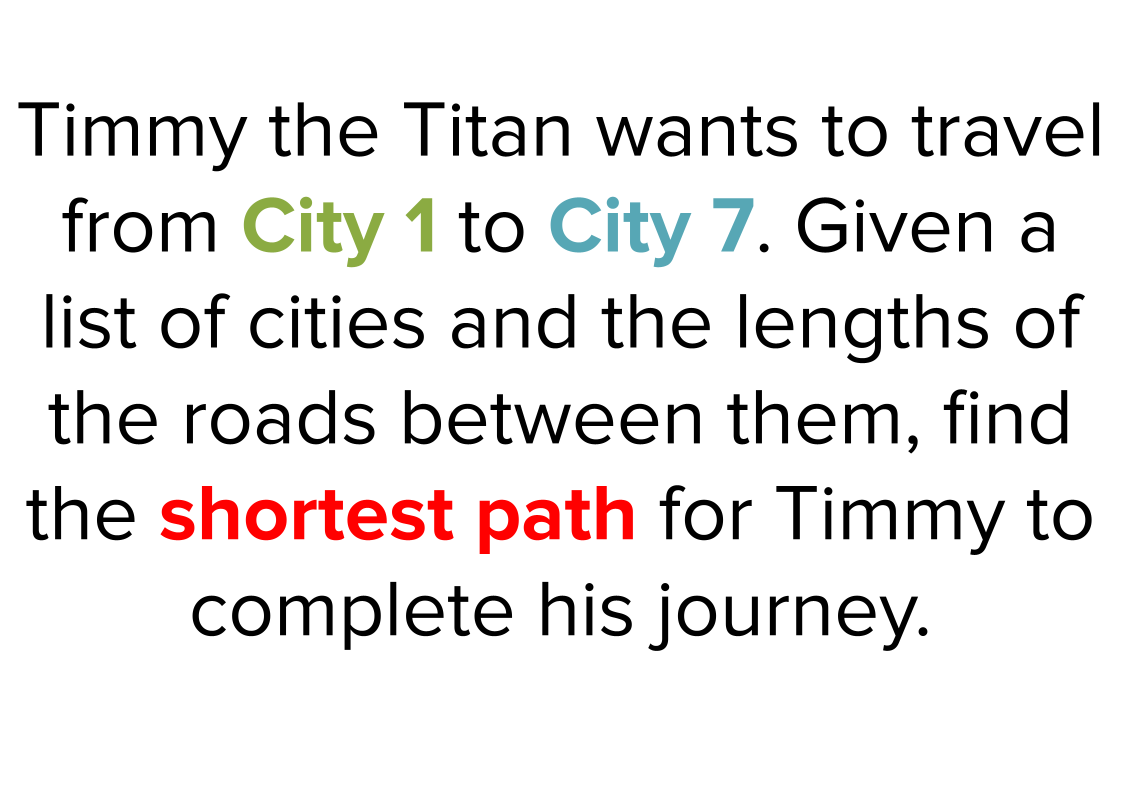 Timmy the Titan wants to travel
from City 1 to City 7. Given a
list of cities and the lengths of
the roads between them, find
the shortest path for Timmy to
complete his journey.